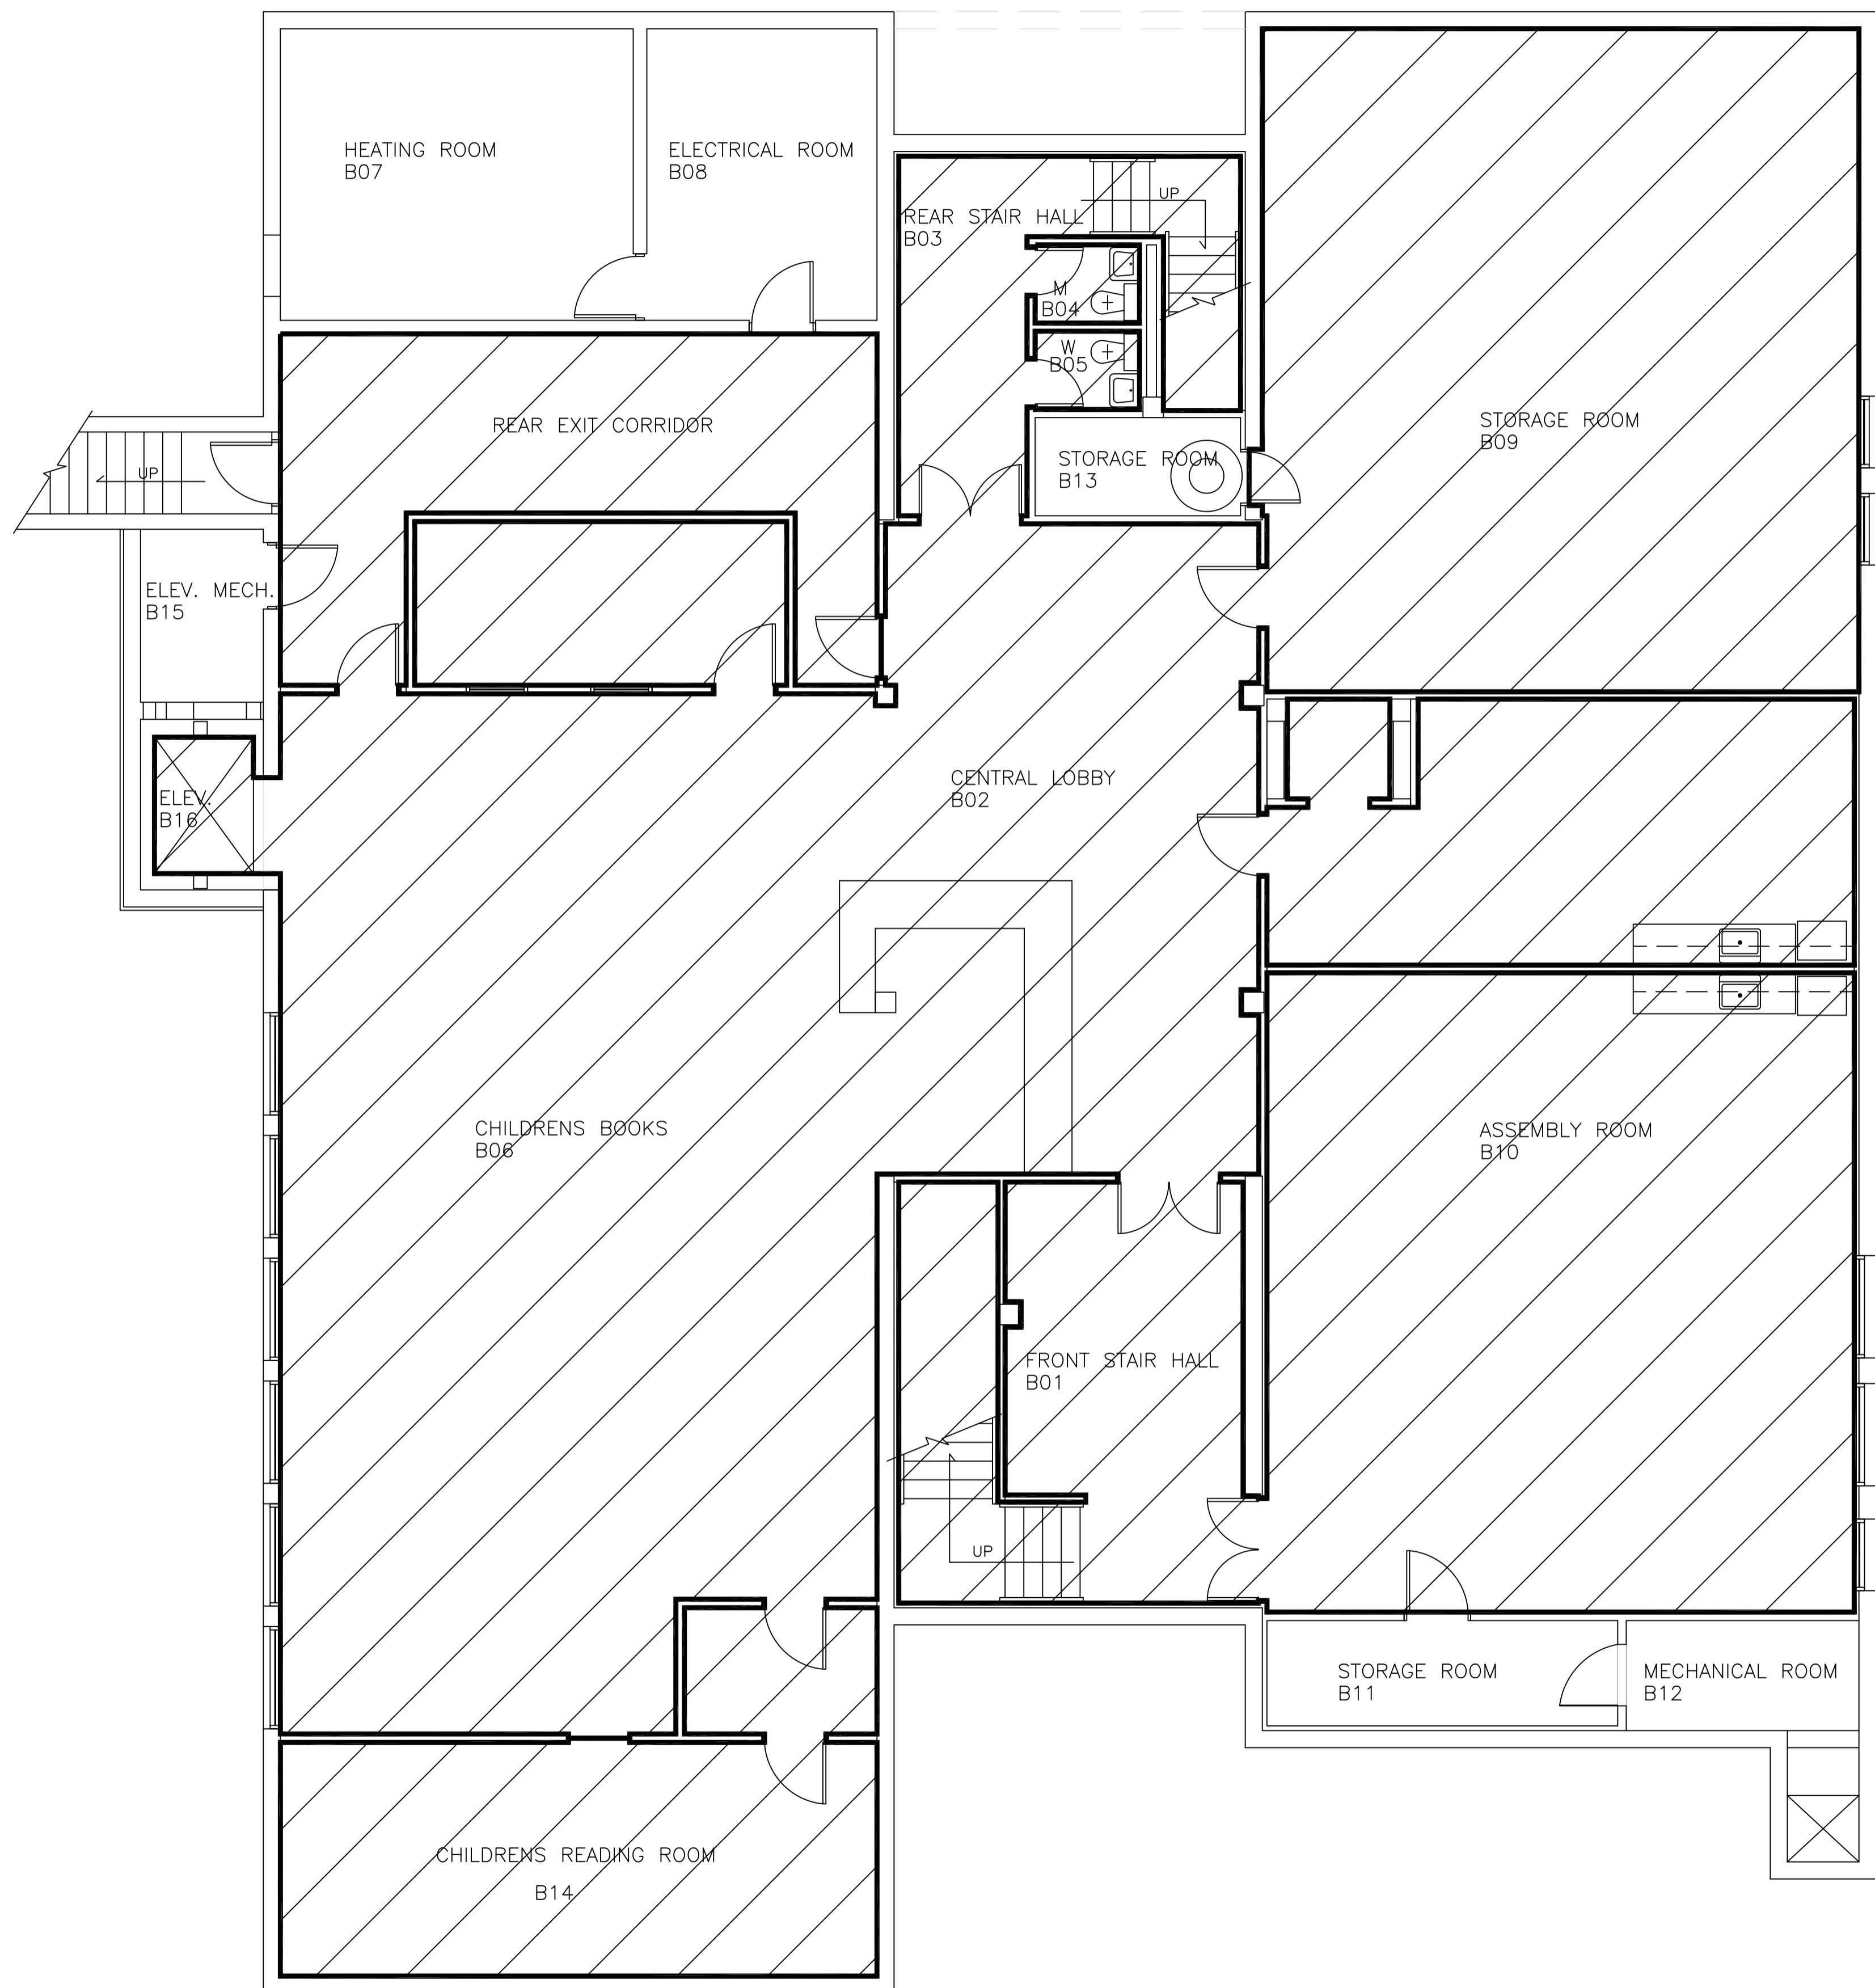 HEATING ROOM
B07
ELECTRICAL ROOM
B08
UP
REAR STAIR HALL
B03
M
B04
W
B05
STORAGE ROOM
B09
REAR EXIT CORRIDOR
UP
STORAGE ROOM
B13
ELEV. MECH.
B15
CENTRAL LOBBY
B02
ELEV.
B16
CHILDRENS BOOKS
B06
ASSEMBLY ROOM
B10
FRONT STAIR HALL
B01
UP
STORAGE ROOM
B11
MECHANICAL ROOM
B12
CHILDRENS READING ROOM
B14